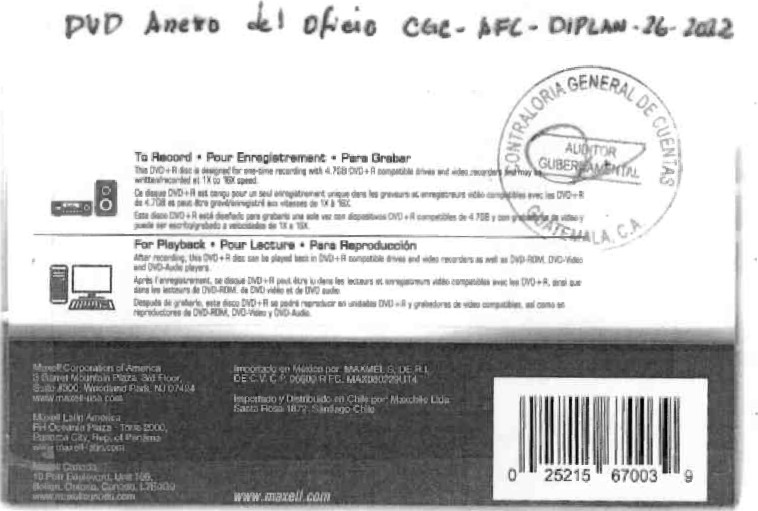 DVD Anexo del Oficio CGC-AFC-DIPLAN-26-2022
CONTRALORIA GENERAL DE CUENTAS
AUDITOR
GUBERNAMENTAL
GUATEMALA, C.A.
To Record • Pour Enregistrement • Para Grabar
This DVD+R disc is designed for one-time recording with 4.7GB DVD+R compatible drives and video recorders and may be
written/recorded at 1X to 16X speed.
Ce disque DVD+R est conçu pour un seul enregistrement unique dans les graveurs et enregistreurs vidéo compatibles avec les DVD+R
de 4.7GB et peut être gravé/enregistré aux vitesses de 1X à 16X.
Este disco DVD+R está diseñado para grabarlo una sola vez con dispositivos DVD+R compatibles de 4.7GB y con grabadoras de video y
puede ser escrito/grabado a velocidades de 1X a 16X.
For Playback • Pour Lecture • Para Reproducción
After recording, this DVD+R disc can be played back in DVD+R compatible drives and video recorders as well as DVD-ROM, DVD-Video
and DVD-Audio players.
Après l'enregistrement, ce disque DVD+R peut être lu dans les lecteurs et enregistreurs vidéo compatibles avec les DVD+R, ainsi que
dans les lecteurs de DVD-ROM, de DVD vidéo et de DVD audio.
Después de grabarlo, este disco DVD+R se podrá reproducir en unidades DVD+R y grabadoras de video compatibles, así como en
reproductores de DVD-ROM, DVD-Video y DVD-Audio.
Maxell Corporation of America
3 Garret Mountain Plaza, 3rd Floor,
Suite #300, Woodland Park, NJ 07424
www.maxell-usa.com
Maxell Latin America
PH Oceania Plaza - Torre 2000,
Panama City, Rep. of Panama
www.maxell-latin.com
Maxell Canada
Bolton, Ontario, Canada,
www.maxellcanada.com
Importado en México por: MAXMEL S. DE R.L.
DE C.V. C.P. 06600 R.F.C.
Importado y Distribuido en Chile por: Maxchile Ltda.
Santa Rosa 1872, Santiago Chile
www.maxell.com
0 25215 67003 9